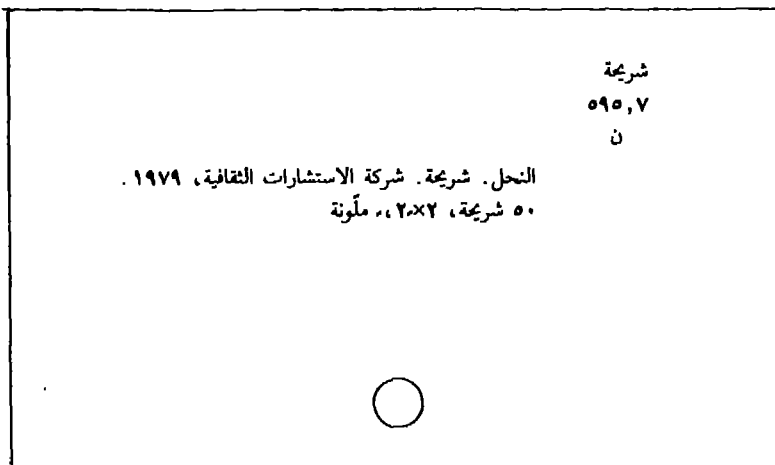 شريحة
٥٩٥,٧
ن
النحل. شريحة. شركة الاستشارات الثقافية، ١٩٧٩.
٥٠ شريحة، ٢×٢، ملّونة